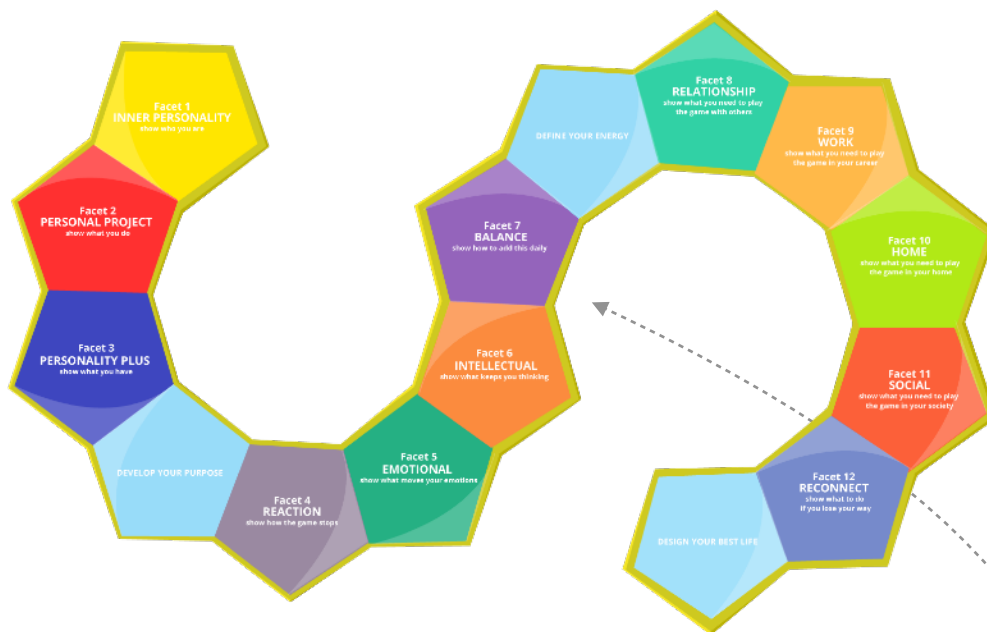 Facet 1
INNER PERSONALITY
show who you are
Facet 2
PERSONAL PROJECT
show what you do
Facet 3
PERSONALITY PLUS
show what you have
DEVELOP YOUR PURPOSE
Facet 4
REACTION
show how the game stops
Facet 5
EMOTIONAL
show what moves your emotions
Facet 6
INTELLECTUAL
show what keeps you thinking
Facet 7
BALANCE
show how to add this daily
DEFINE YOUR ENERGY
Facet 8
RELATIONSHIP
show what you need to play
the game with others
Facet 9
WORK
show what you need to play
the game in your career
Facet 10
HOME
show what you need to play
the game in your home
Facet 11
SOCIAL
show what you need to play
the game in your society
Facet 12
RECONNECT
show what to do
if you lose your way
DESIGN YOUR BEST LIFE